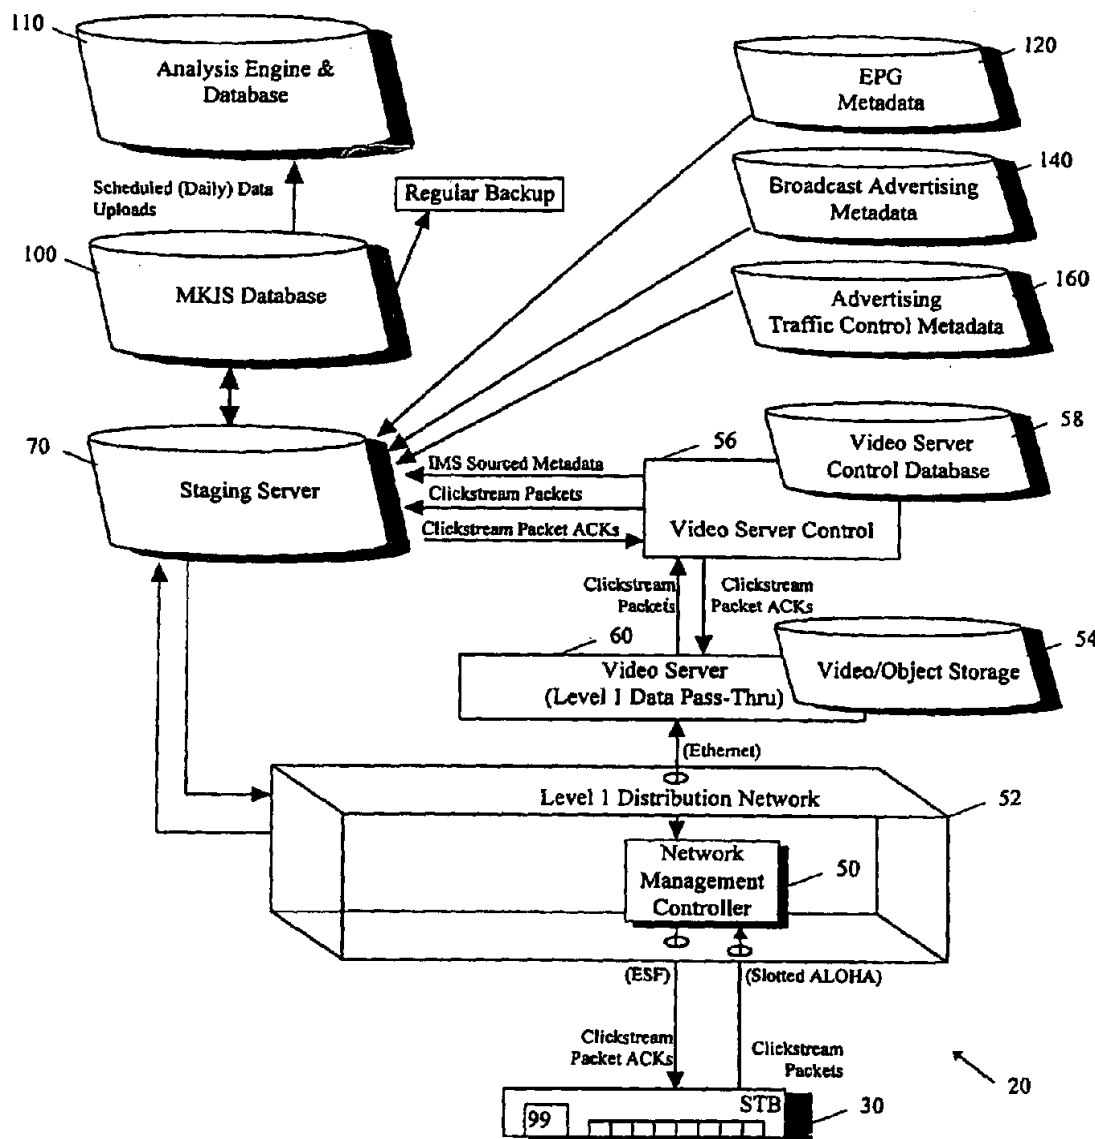 110
Analysis Engine &
Database
120
EPG
Metadata
Scheduled (Daily) Data
Uploads
Regular Backup
140
Broadcast Advertising
Metadata
100
MKIS Database
160
Advertising
Traffic Control Metadata
70
Staging Server
56
58
Video Server
Control Database
IMS Sourced Metadata
Clickstream Packets
Clickstream Packet ACKs
Video Server Control
Clickstream
Packets
Clickstream
Packet ACKs
60
Video Server
(Level 1 Data Pass-Thru)
54
Video/Object Storage
(Ethernet)
Level 1 Distribution Network
52
Network
Management
Controller
50
(ESF)
(Slotted ALOHA)
Clickstream
Packet ACKs
Clickstream
Packets
20
STB
99
30